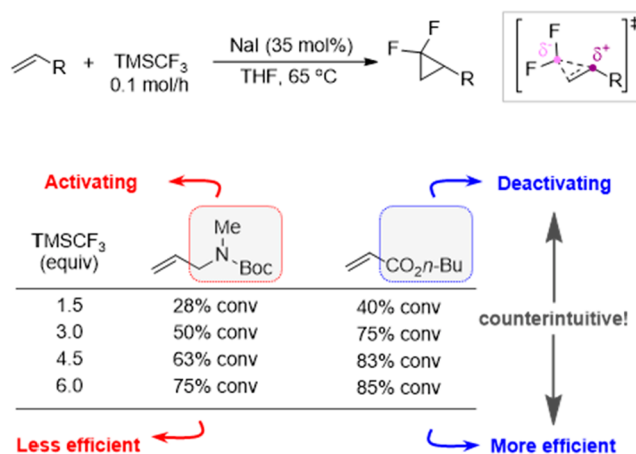 R + TMSCF3 NaI (35 mol%) F F R F F δ- δ+ R ‡
0.1 mol/h THF, 65 ºC
Activating Deactivating
TMSCF3 (equiv) Me N Boc CO2n-Bu
1.5 28% conv 40% conv
3.0 50% conv 75% conv
4.5 63% conv 83% conv
6.0 75% conv 85% conv
counterintuitive!
Less efficient More efficient